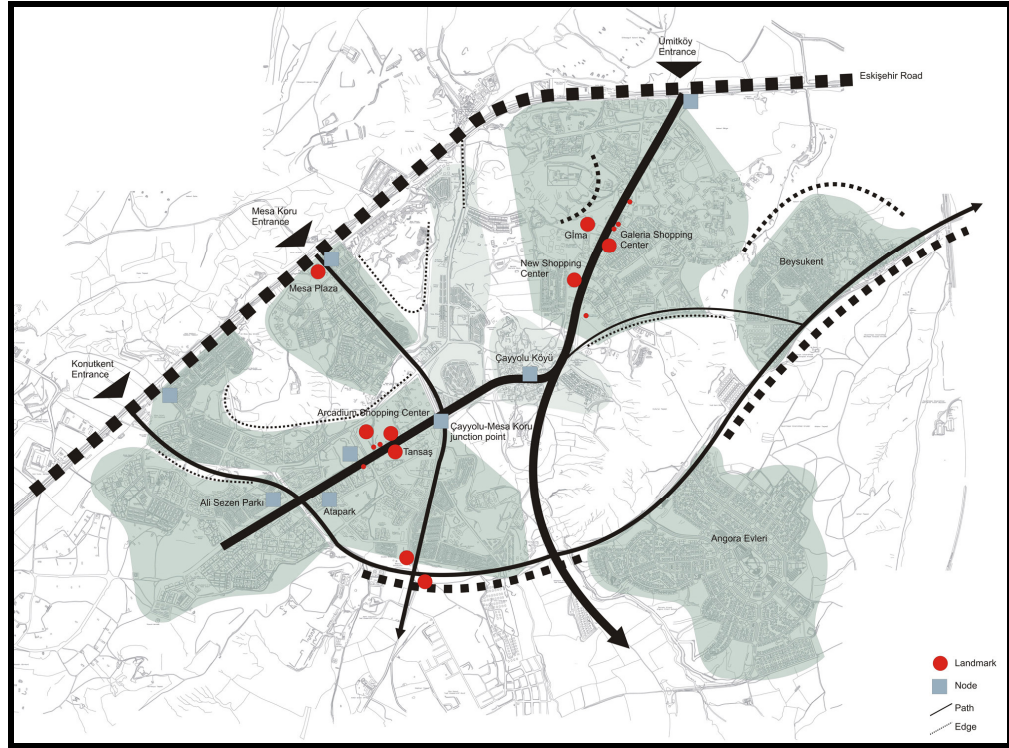 Ümitköy
Entrance
Eskişehir Road
Mesa Koru
Entrance
Gİma
Galeria Shopping
Center
New Shopping
Center
Beysukent
Mesa Plaza
Konutkent
Entrance
Çayyolu Köyü
Arcadium Shopping Center
Çayyolu-Mesa Koru
junction point
Tansaş
Ali Sezen Parkı
Atapark
Angora Evleri
Landmark
Node
Path
Edge